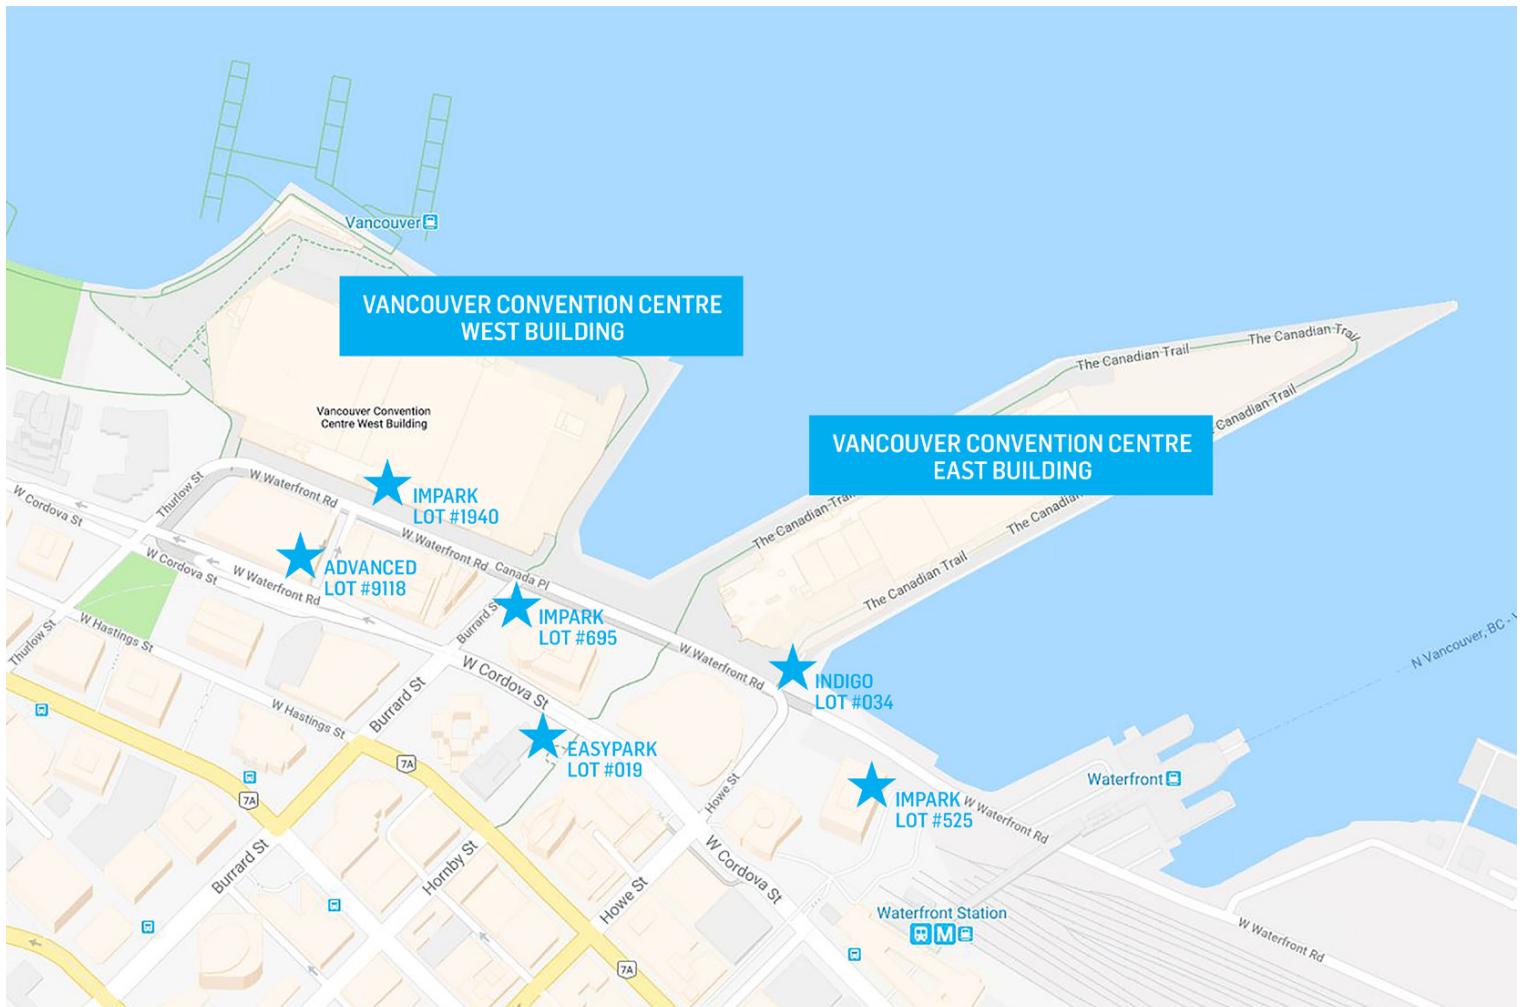 Vancouver
VANCOUVER CONVENTION CENTRE
WEST BUILDING
The Canadian Trail
The Canadian Trail
The Canadian Trail
Canadian Trail
Vancouver Convention
Centre West Building
VANCOUVER CONVENTION CENTRE
EAST BUILDING
Thurlow St
W Waterfront Rd
IMPARK
LOT #1940
W Cordova St
The Canadian Trail
The Canadian
W Waterfront Rd
Canada Pl
ADVANCED
LOT #9118
W Cordova St
W Waterfront Rd
The Canadian Trail
IMPARK
LOT #695
Burrard S
W Hastings St
Thurlow St
W Waterfront Rd
N Vancouver, BC -
W Cordova St
INDIGO
LOT #034
Burrard St
W Hastings St
EASYPARK
LOT #019
7A
7A
Waterfront
Howe St
IMPARK
LOT #525
W Waterfront Rd
Burrard St
Hornby St
W Cordova St
Howe St
Waterfront Station
M
W Waterfront Rd
7A